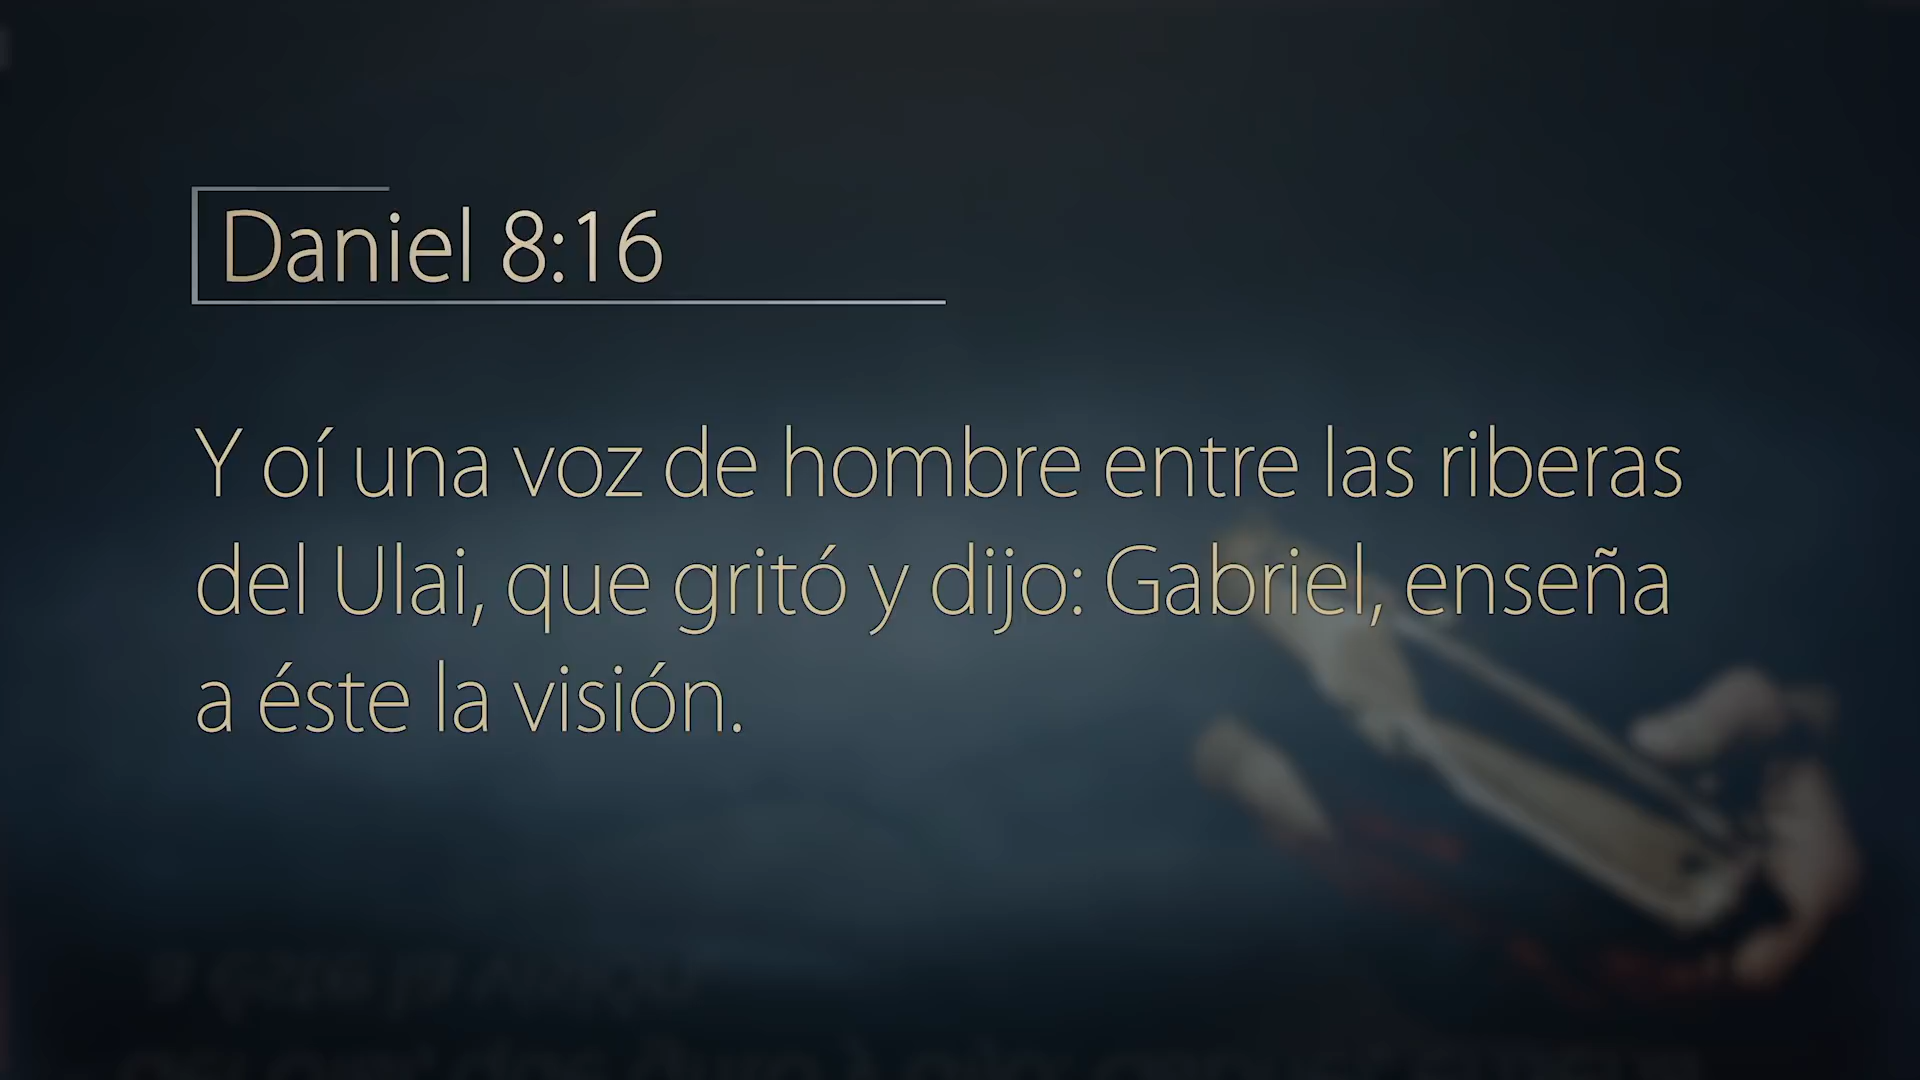 Daniel 8:16
Y oí una voz de hombre entre las riberas
del Ulai, que gritó y dijo: Gabriel, enseña
a éste la visión.